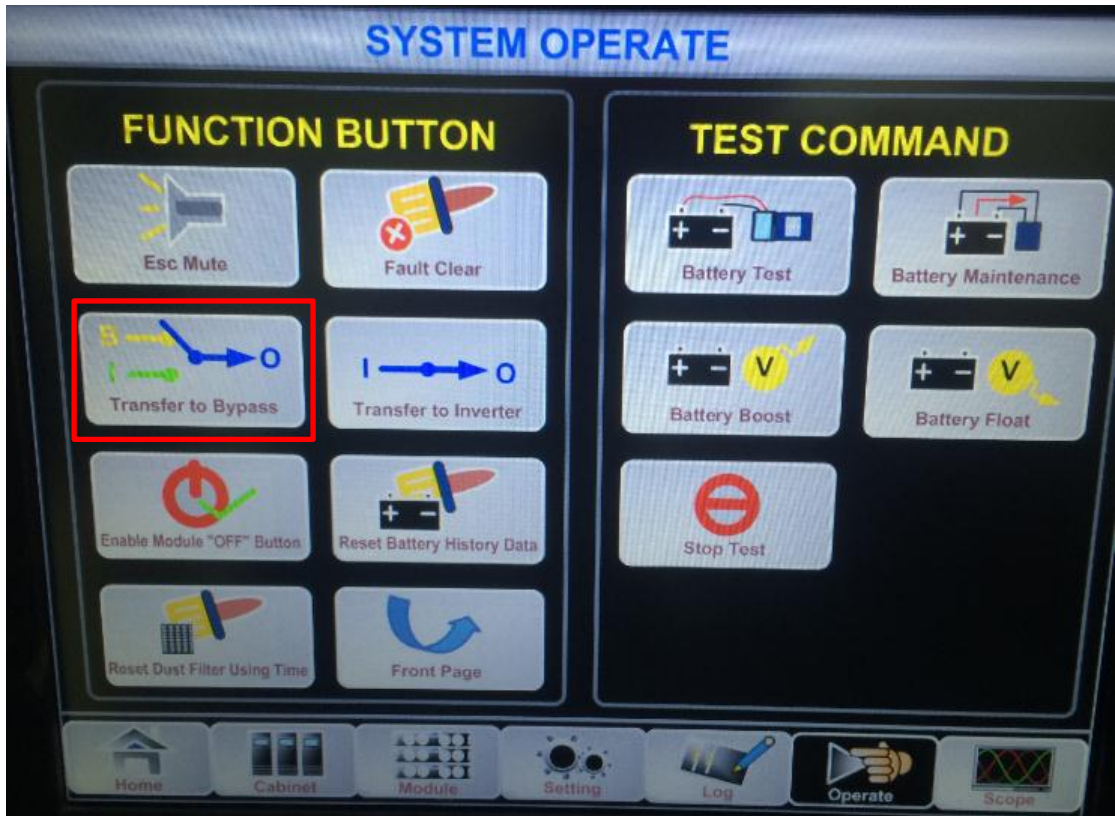 SYSTEM OPERATE
FUNCTION BUTTON
Esc Mute
Fault Clear
B
I
O
Transfer to Bypass
I
O
Transfer to Inverter
Enable Module "OFF" Button
Reset Battery History Data
Reset Dust Filter Using Time
Front Page
TEST COMMAND
Battery Test
Battery Maintenance
V
Battery Boost
V
Battery Float
Stop Test
Home
Cabinet
Module
Setting
Log
Operate
Scope